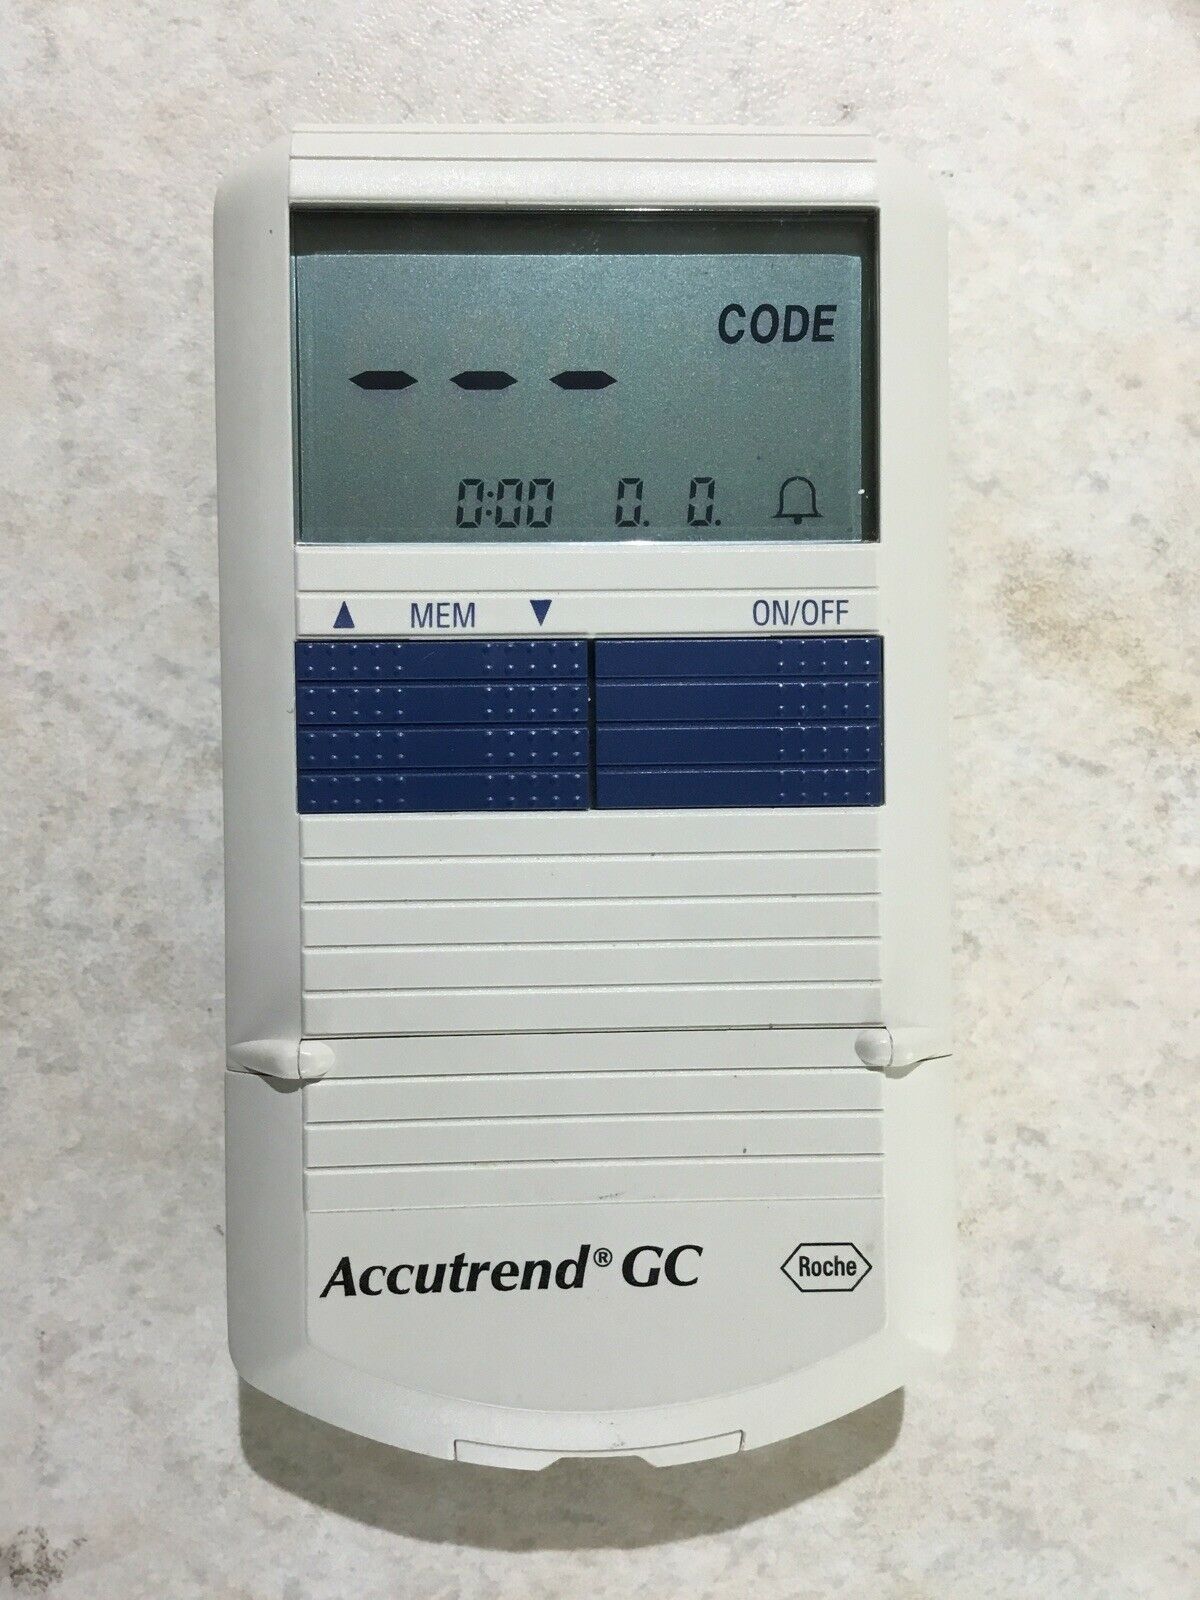 CODE
---
0:00 0. 0.
▲ MEM ▼ ON/OFF
Accutrend® GC Roche